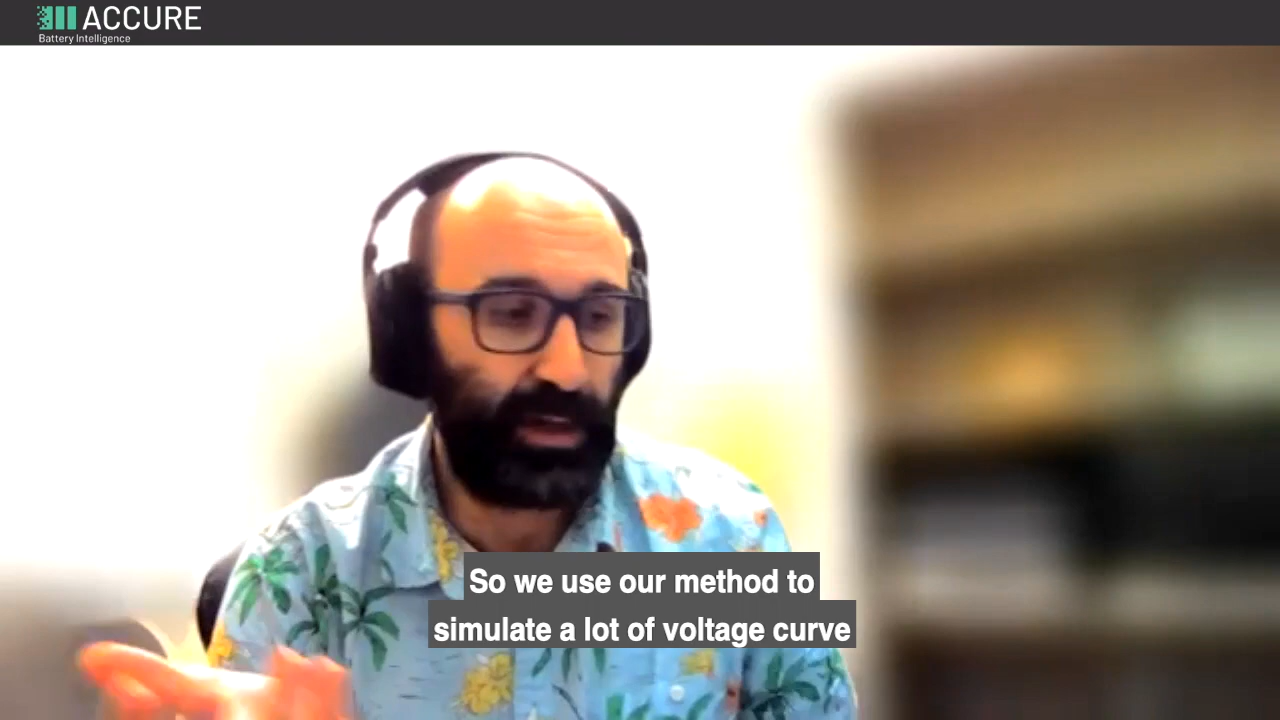 ACCURE
Battery Intelligence
So we use our method to
simulate a lot of voltage curve